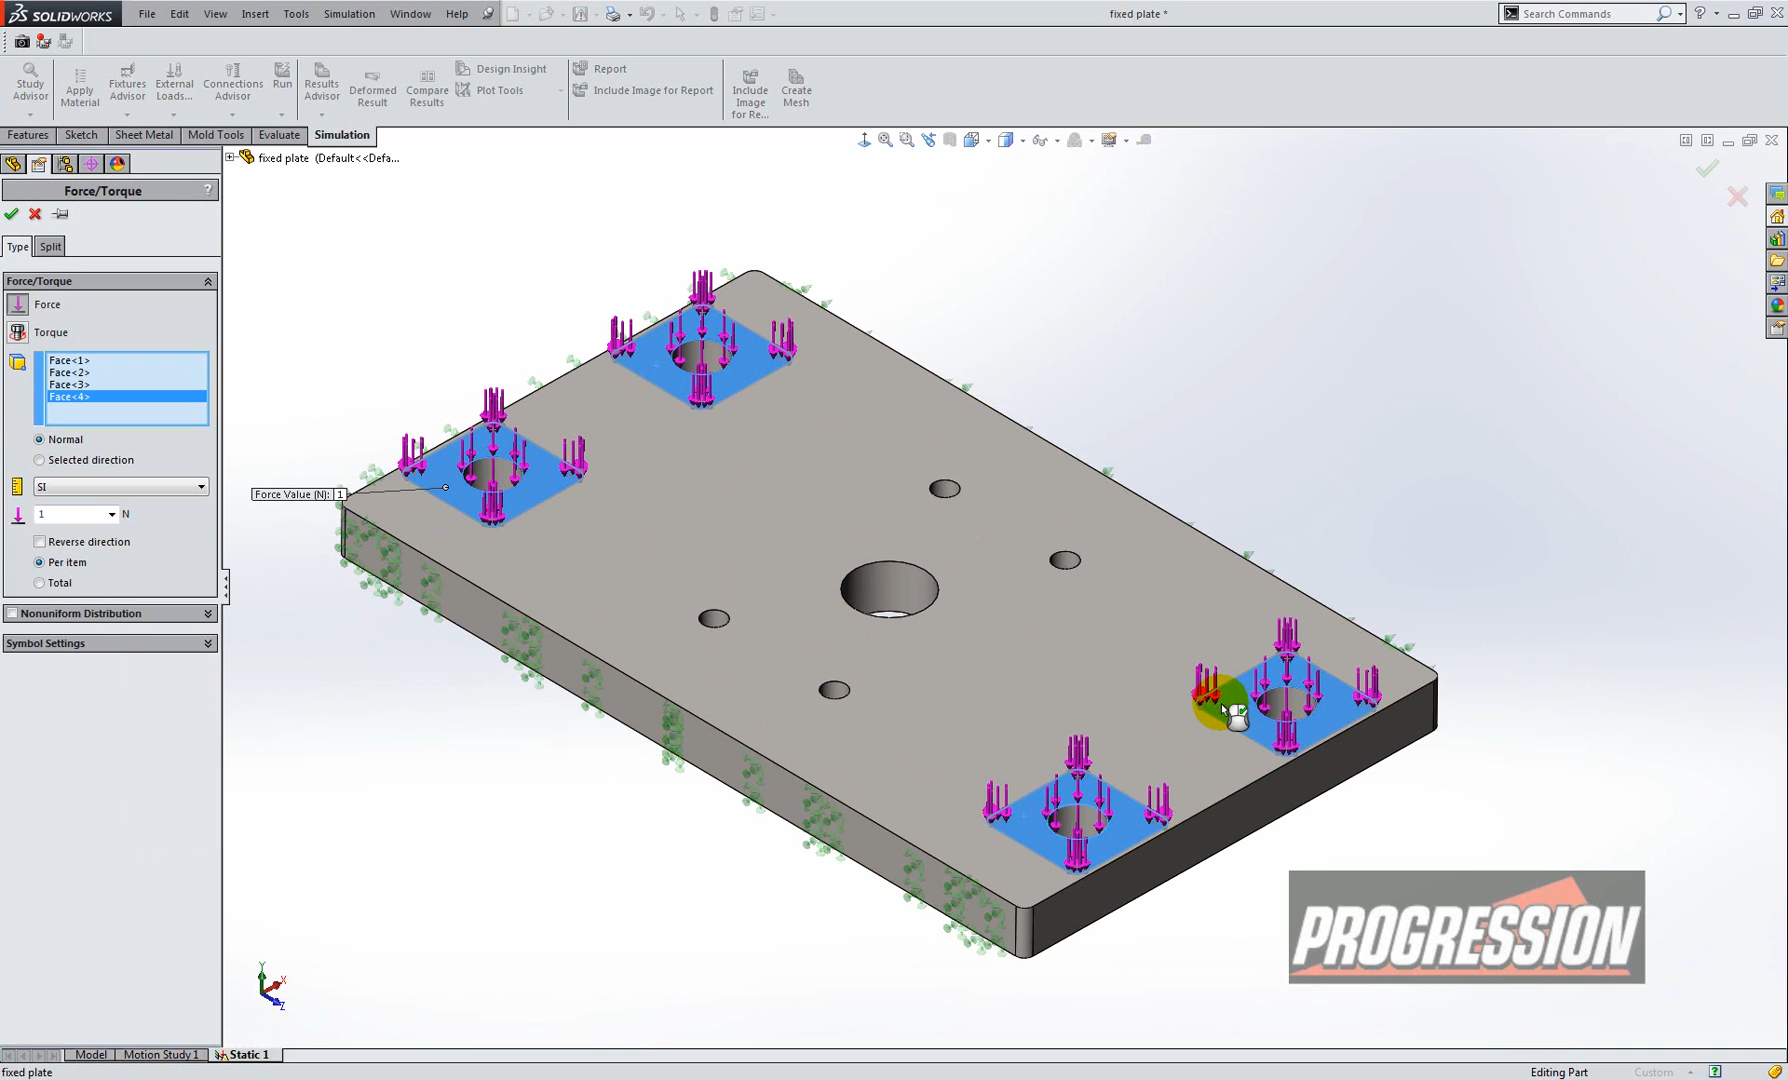 SOLIDWORKS File Edit View Insert Tools Simulation Window Help fixed plate * Search Commands
Study Advisor
Apply Material
Fixtures Advisor
External Loads...
Connections Advisor
Run
Results Advisor
Deformed Result
Compare Results
Design Insight
Plot Tools
Report
Include Image for Report
Include Image for Re...
Create Mesh
Features Sketch Sheet Metal Mold Tools Evaluate Simulation
fixed plate (Default<<Defa...
Force/Torque ?
Type Split
Force/Torque
Force
Torque
Face<1>
Face<2>
Face<3>
Face<4>
Normal
Selected direction
SI
1 N
Reverse direction
Per item
Total
Nonuniform Distribution
Symbol Settings
Force Value (N): 1
PROGRESSION
Y
X
Z
Model Motion Study 1 Static 1
fixed plate Editing Part Custom